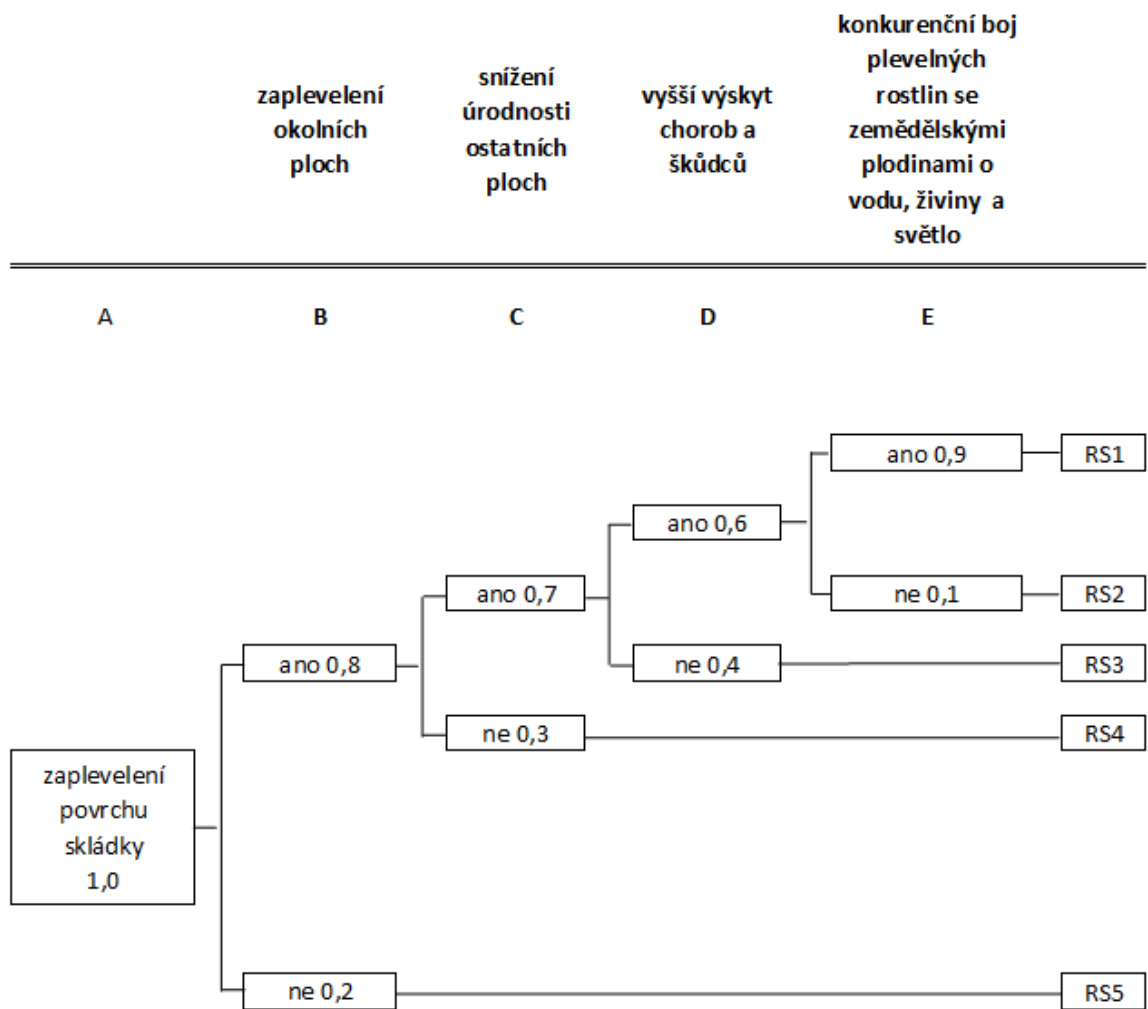 zaplevelení
okolních
ploch
snížení
úrodnosti
ostatních
ploch
vyšší výskyt
chorob a
škůdců
konkurenční boj
plevelných
rostlin se
zemědělskými
plodinami o
vodu, živiny a
světlo
A B C D E
ano 0,9 RS1
ano 0,6
ano 0,7
ne 0,1 RS2
ano 0,8
ne 0,4 RS3
ne 0,3 RS4
zaplevelení
povrchu
skládky
1,0
ne 0,2 RS5